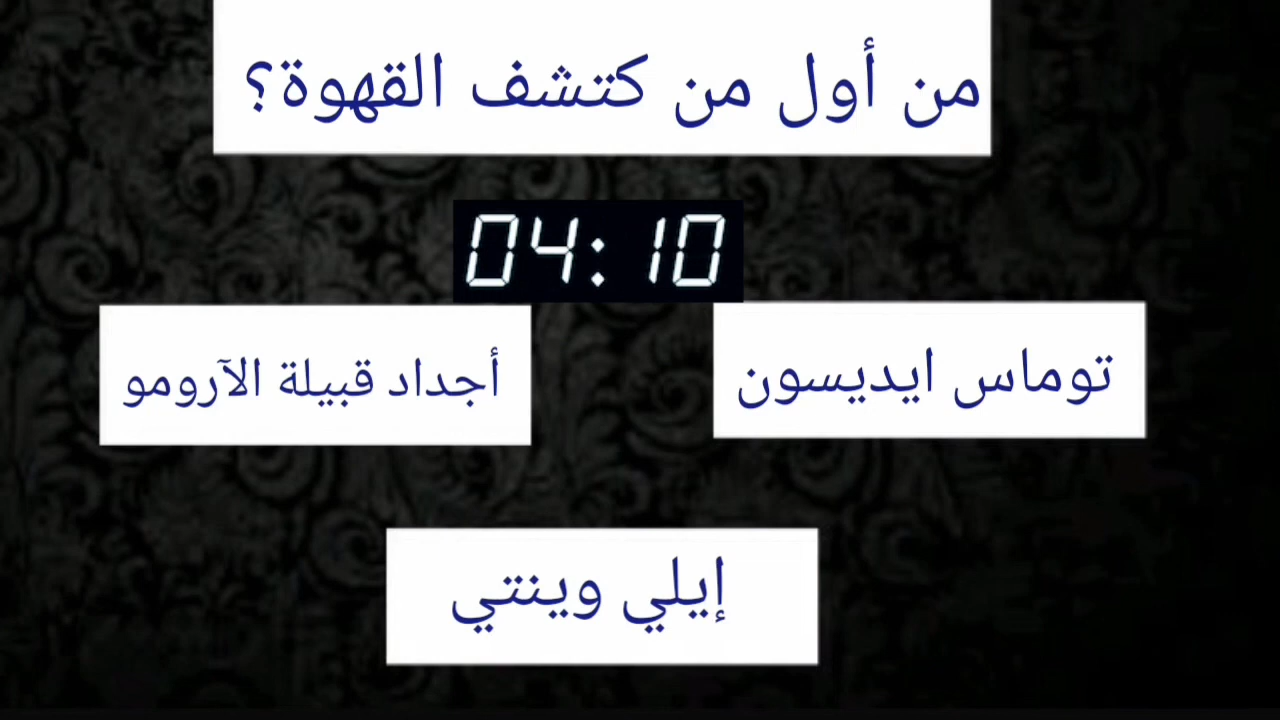 من أول من كتشف القهوة؟
04:10
توماس ايديسون
أجداد قبيلة الآرومو
إيلي وينتي